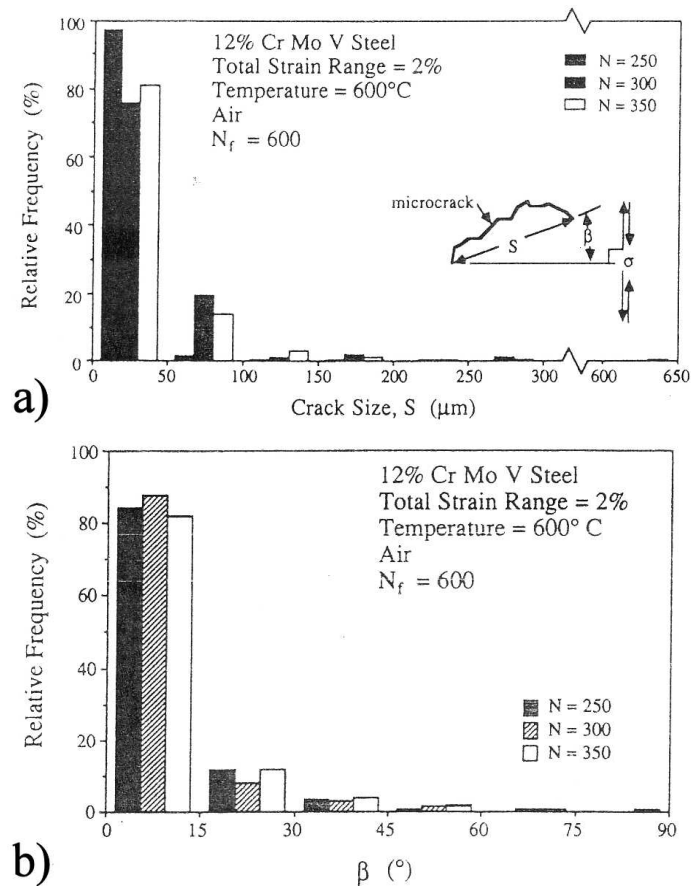 100
80
60
40
20
0
Relative Frequency (%)
12% Cr Mo V Steel
Total Strain Range = 2%
Temperature = 600°C
Air
N_f = 600
N = 250
N = 300
N = 350
microcrack
S
β
σ
0 50 100 150 200 250 300 600 650
Crack Size, S (μm)
a)
100
80
60
40
20
0
Relative Frequency (%)
12% Cr Mo V Steel
Total Strain Range = 2%
Temperature = 600° C
Air
N_f = 600
N = 250
N = 300
N = 350
0 15 30 45 60 75 90
β (°)
b)